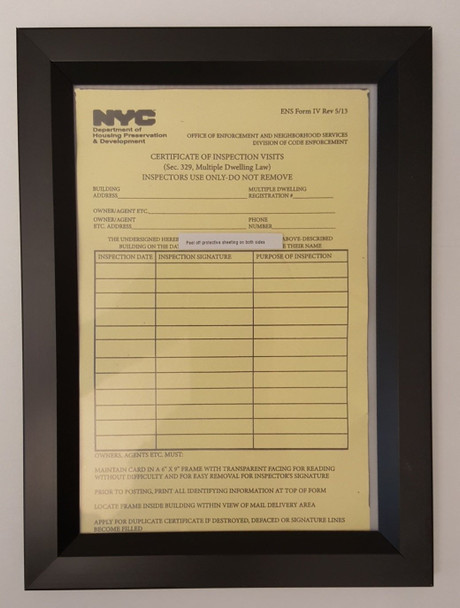 NYC
Department of
Housing Preservation
& Development
ENS Form IV Rev 5/13
OFFICE OF ENFORCEMENT AND NEIGHBORHOOD SERVICES
DIVISION OF CODE ENFORCEMENT
CERTIFICATE OF INSPECTION VISITS
(Sec. 329, Multiple Dwelling Law)
INSPECTORS USE ONLY-DO NOT REMOVE
BUILDING MULTIPLE DWELLING
ADDRESS REGISTRATION #
OWNER/AGENT ETC.
OWNER/AGENT PHONE
ETC. ADDRESS NUMBER
THE UNDERSIGNED ABOVE-DESCRIBED
Peel off protective sheeting on both sides
BUILDING ON THE THEIR NAME
INSPECTION DATE INSPECTION SIGNATURE PURPOSE OF INSPECTION
OWNERS, AGENTS ETC. MUST:
MAINTAIN CARD IN A 6" X 9" FRAME WITH TRANSPARENT FACING FOR READING
WITHOUT DIFFICULTY AND FOR EASY REMOVAL FOR INSPECTOR'S SIGNATURE
PRIOR TO POSTING, PRINT ALL IDENTIFYING INFORMATION AT TOP OF FORM
LOCATE FRAME INSIDE BUILDING WITHIN VIEW OF MAIL DELIVERY AREA
APPLY FOR DUPLICATE CERTIFICATE IF DESTROYED, DEFACED OR SIGNATURE LINES
BECOME FILLED